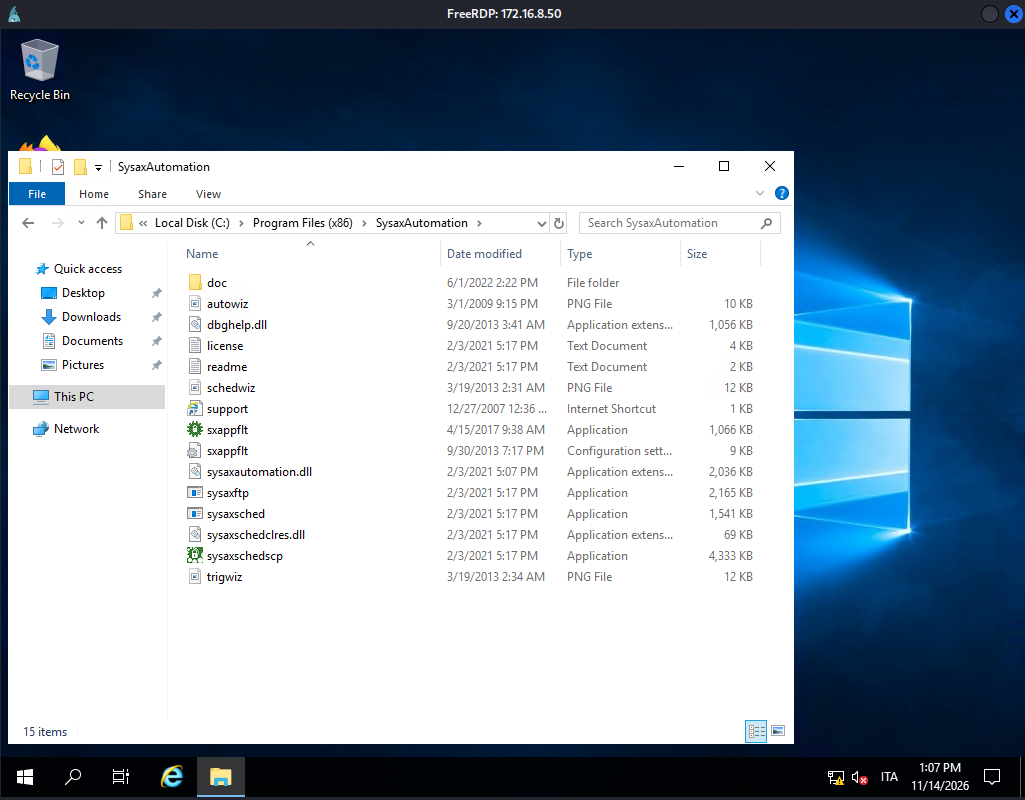 FreeRDP: 172.16.8.50
Recycle Bin
SysaxAutomation
File Home Share View
« Local Disk (C:) › Program Files (x86) › SysaxAutomation ›
Search SysaxAutomation
Name Date modified Type Size
Quick access
Desktop
Downloads
Documents
Pictures
This PC
Network
doc 6/1/2022 2:22 PM File folder
autowiz 3/1/2009 9:15 PM PNG File 10 KB
dbghelp.dll 9/20/2013 3:41 AM Application extens... 1,056 KB
license 2/3/2021 5:17 PM Text Document 4 KB
readme 2/3/2021 5:17 PM Text Document 2 KB
schedwiz 3/19/2013 2:31 AM PNG File 12 KB
support 12/27/2007 12:36 ... Internet Shortcut 1 KB
sxappflt 4/15/2017 9:38 AM Application 1,066 KB
sxappflt 9/30/2013 7:17 PM Configuration sett... 9 KB
sysaxautomation.dll 2/3/2021 5:07 PM Application extens... 2,036 KB
sysaxftp 2/3/2021 5:17 PM Application 2,165 KB
sysaxsched 2/3/2021 5:17 PM Application 1,541 KB
sysaxschedclres.dll 2/3/2021 5:17 PM Application extens... 69 KB
sysaxschedscp 2/3/2021 5:17 PM Application 4,333 KB
trigwiz 3/19/2013 2:34 AM PNG File 12 KB
15 items
ITA
1:07 PM
11/14/2026